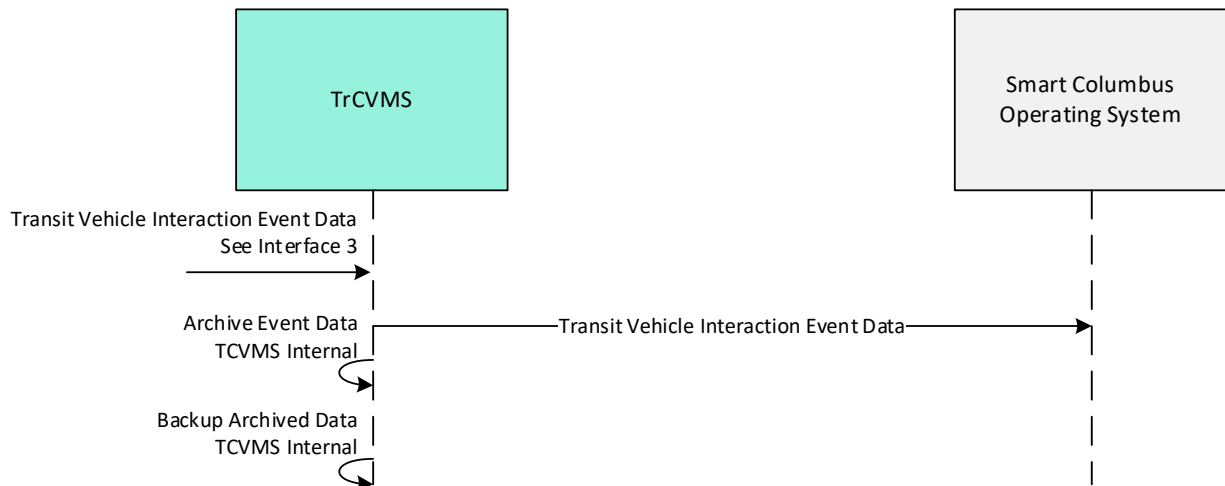 TrCVMS
Smart Columbus
Operating System
Transit Vehicle Interaction Event Data
See Interface 3
Archive Event Data
TCVMS Internal
Transit Vehicle Interaction Event Data
Backup Archived Data
TCVMS Internal